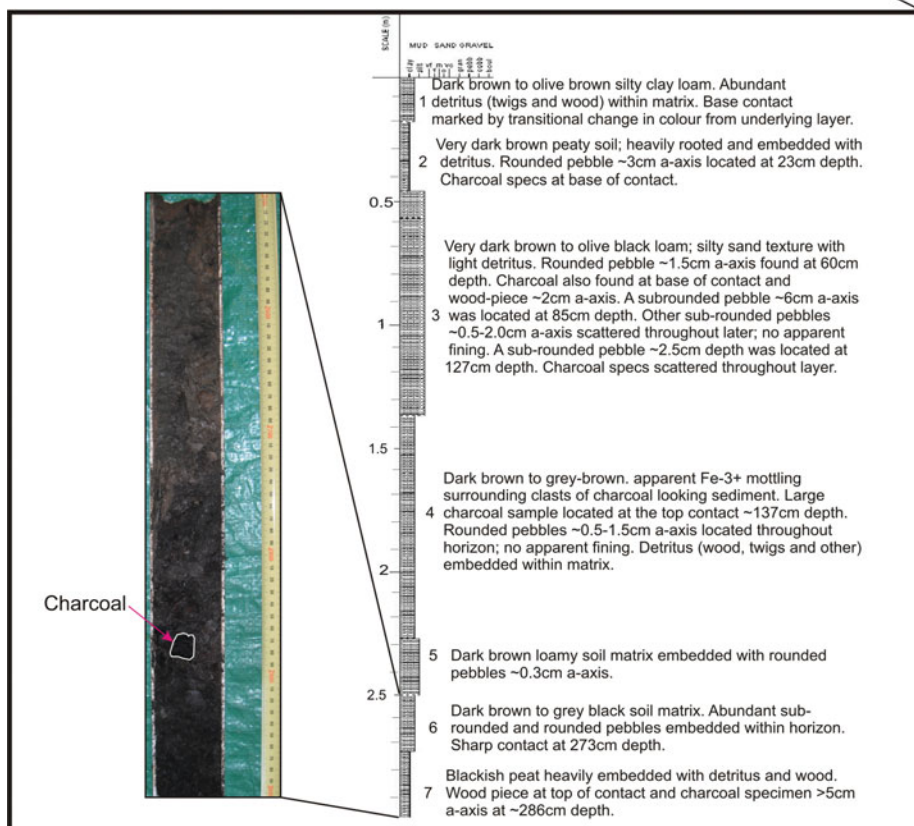 SCALE (m)
MUD SAND GRAVEL
clay silt vf f m c vc gran pebb cobb boul
Dark brown to olive brown silty clay loam. Abundant
1 detritus (twigs and wood) within matrix. Base contact
marked by transitional change in colour from underlying layer.
Very dark brown peaty soil; heavily rooted and embedded with
2 detritus. Rounded pebble ~3cm a-axis located at 23cm depth.
Charcoal specs at base of contact.
0.5
Very dark brown to olive black loam; silty sand texture with
light detritus. Rounded pebble ~1.5cm a-axis found at 60cm
depth. Charcoal also found at base of contact and
wood-piece ~2cm a-axis. A subrounded pebble ~6cm a-axis
3 was located at 85cm depth. Other sub-rounded pebbles
1
~0.5-2.0cm a-axis scattered throughout later; no apparent
fining. A sub-rounded pebble ~2.5cm depth was located at
127cm depth. Charcoal specs scattered throughout layer.
1.5
Dark brown to grey-brown. apparent Fe-3+ mottling
surrounding clasts of charcoal looking sediment. Large
4 charcoal sample located at the top contact ~137cm depth.
Rounded pebbles ~0.5-1.5cm a-axis located throughout
horizon; no apparent fining. Detritus (wood, twigs and other)
embedded within matrix.
2
Charcoal
5 Dark brown loamy soil matrix embedded with rounded
pebbles ~0.3cm a-axis.
2.5
Dark brown to grey black soil matrix. Abundant sub-
6 rounded and rounded pebbles embedded within horizon.
Sharp contact at 273cm depth.
Blackish peat heavily embedded with detritus and wood.
7 Wood piece at top of contact and charcoal specimen >5cm
a-axis at ~286cm depth.